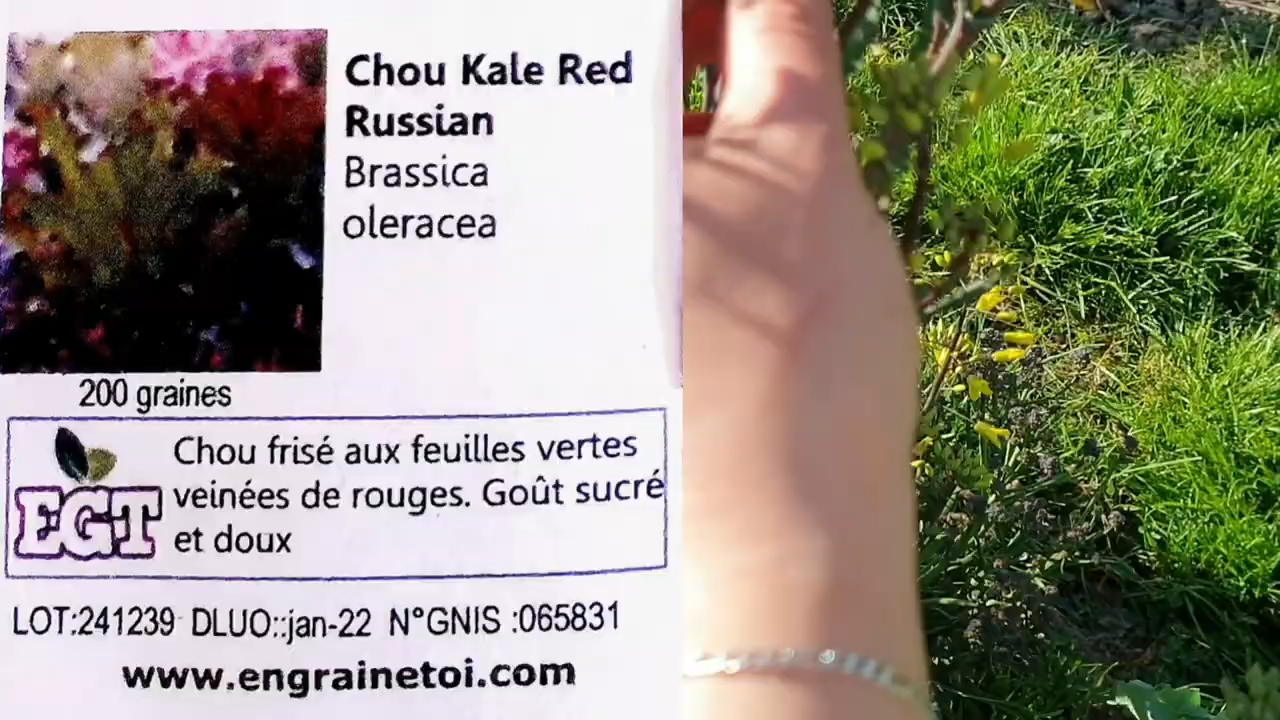 Chou Kale Red
Russian
Brassica
oleracea
200 graines
Chou frisé aux feuilles vertes
veinées de rouges. Goût sucré
et doux
EGT
LOT:241239 DLUO::jan-22 N°GNIS :065831
www.engrainetoi.com